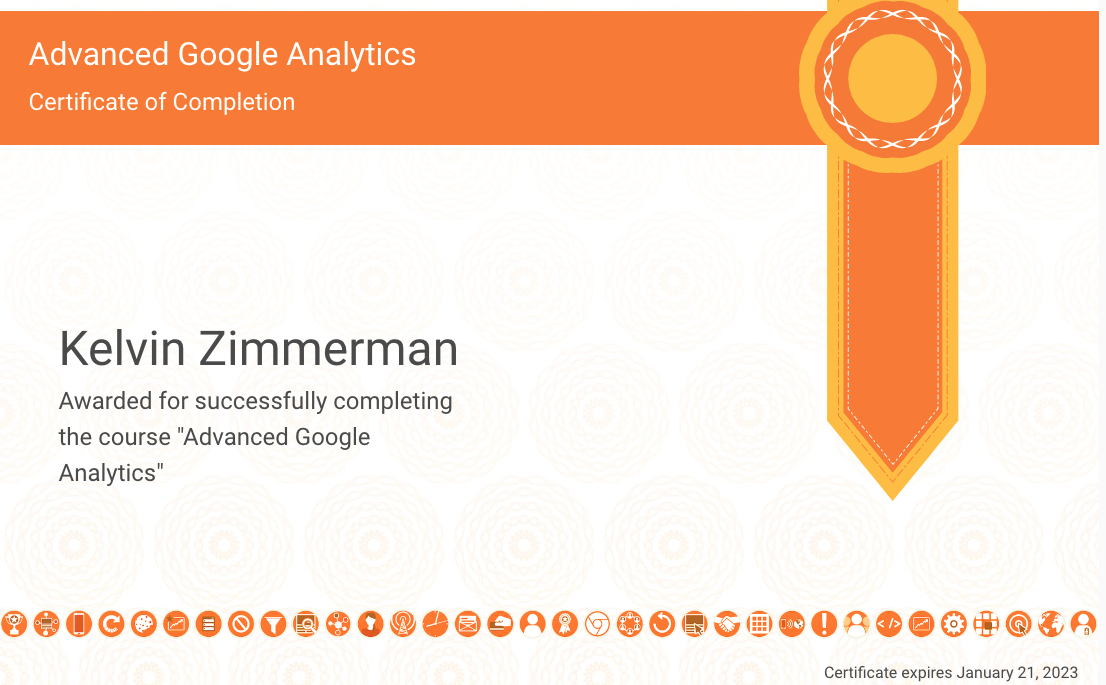 Advanced Google Analytics
Certificate of Completion
Kelvin Zimmerman
Awarded for successfully completing
the course "Advanced Google
Analytics"
Certificate expires January 21, 2023